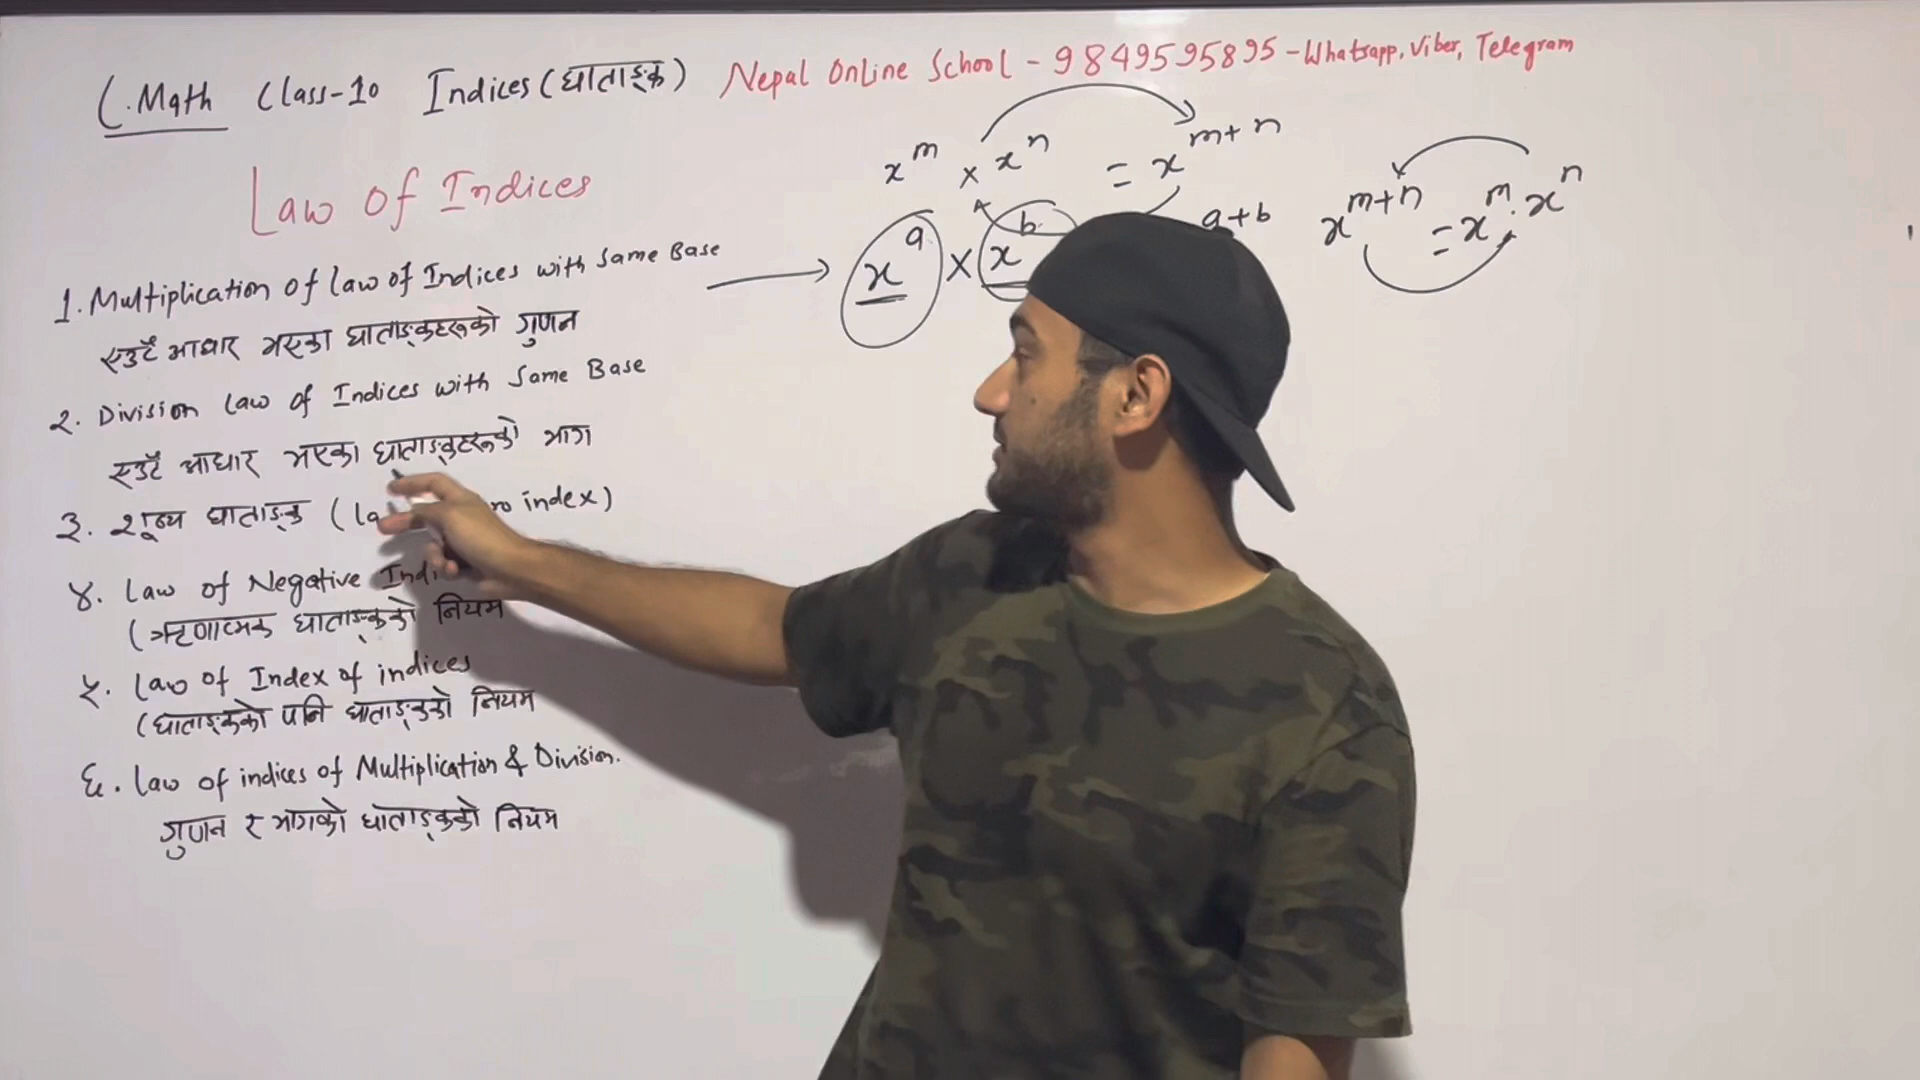 C.Math Class-10 Indices (घाताङ्क) Nepal Online School - 9849595895 - Whatsapp, Viber, Telegram
Law Of Indices
1. Multiplication of law of Indices with same Base
एउटै आधार भएका घाताङ्कहरूको गुणन
२. Division law of Indices with Same Base
एउटै आधार भएका घाताङ्कहरूको भाग
३. शून्य घाताङ्क ( index)
४. Law of Negative
(ऋणात्मक घाताङ्कको नियम
५. Law of Index of indices
(घाताङ्कको पनि घाताङ्कको नियम
६. Law of indices of Multiplication & Division.
गुणन र भागको घाताङ्कको नियम
x^m × x^n = x^{m+n}
x^a × x^b a+b
x^{m+n} = x^m . x^n